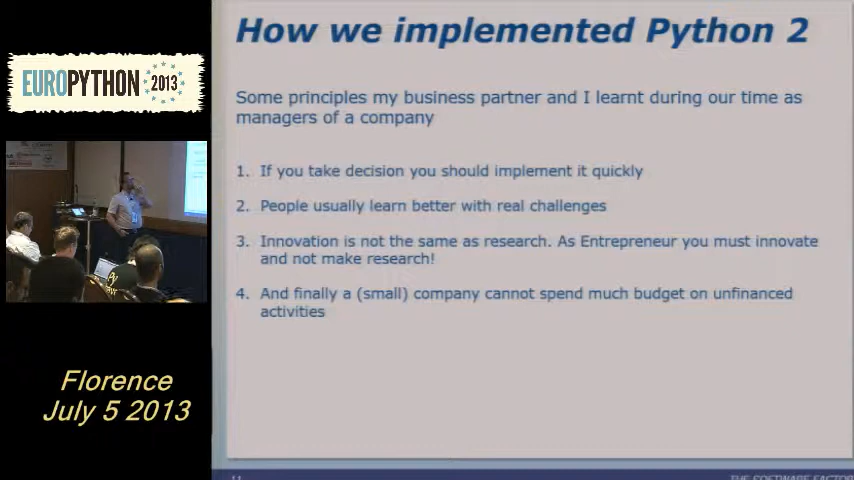 How we implemented Python 2
EUROPYTHON 2013
Some principles my business partner and I learnt during our time as
managers of a company
1. If you take decision you should implement it quickly
2. People usually learn better with real challenges
3. Innovation is not the same as research. As Entrepreneur you must innovate
and not make research!
4. And finally a (small) company cannot spend much budget on unfinanced
activities
Florence
July 5 2013
THE SOFTWARE FACTOR